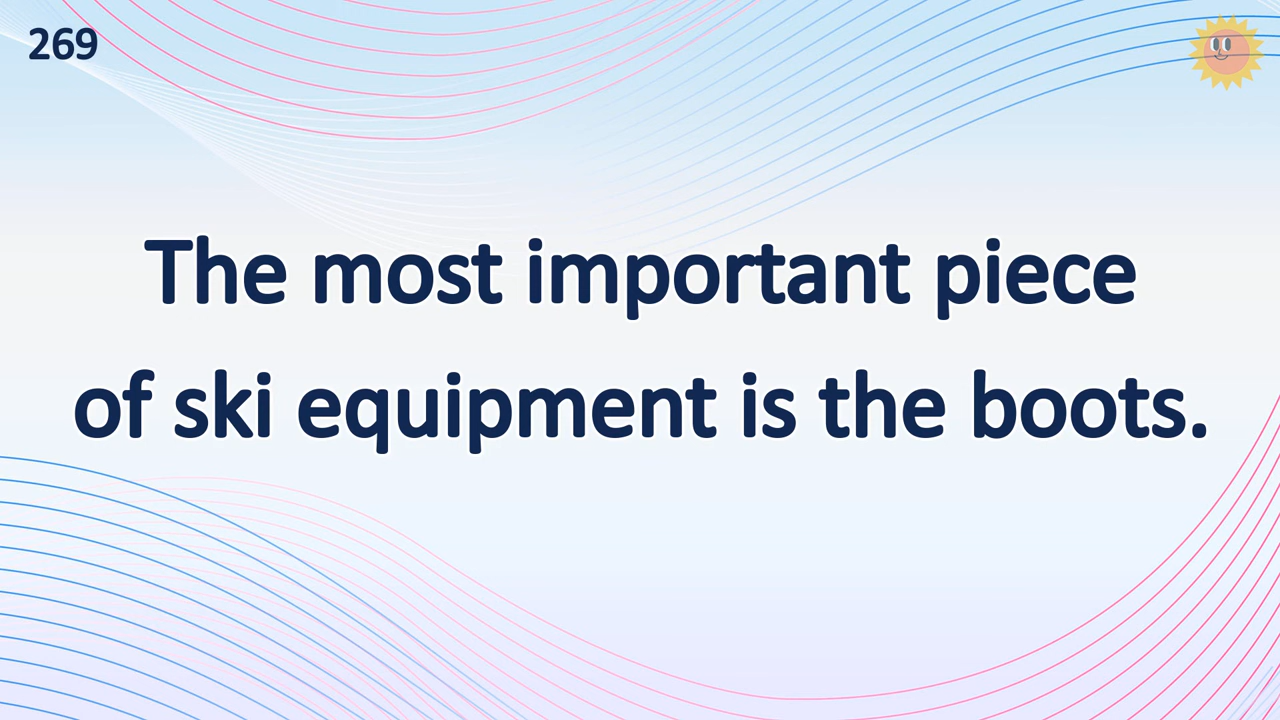 269
The most important piece
of ski equipment is the boots.